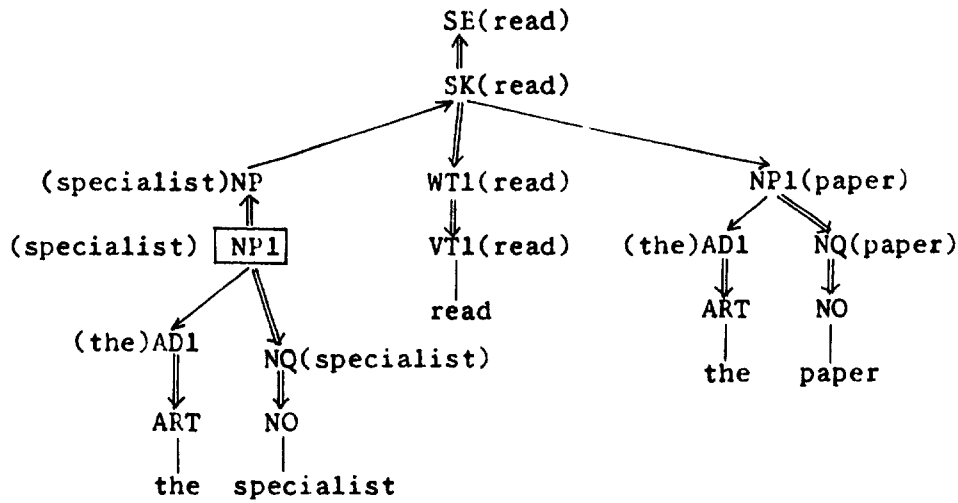 SE(read)
SK(read)
(specialist)NP WT1(read) NP1(paper)
(specialist) NP1 VT1(read) (the)AD1 NQ(paper)
read ART NO
(the)AD1 NQ(specialist)
the paper
ART NO
the specialist